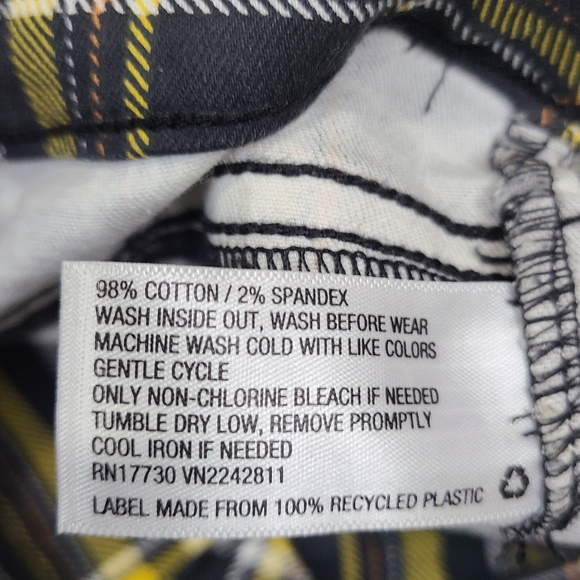 98% COTTON / 2% SPANDEX
WASH INSIDE OUT, WASH BEFORE WEAR
MACHINE WASH COLD WITH LIKE COLORS
GENTLE CYCLE
ONLY NON-CHLORINE BLEACH IF NEEDED
TUMBLE DRY LOW, REMOVE PROMPTLY
COOL IRON IF NEEDED
RN17730 VN2242811
LABEL MADE FROM 100% RECYCLED PLASTIC